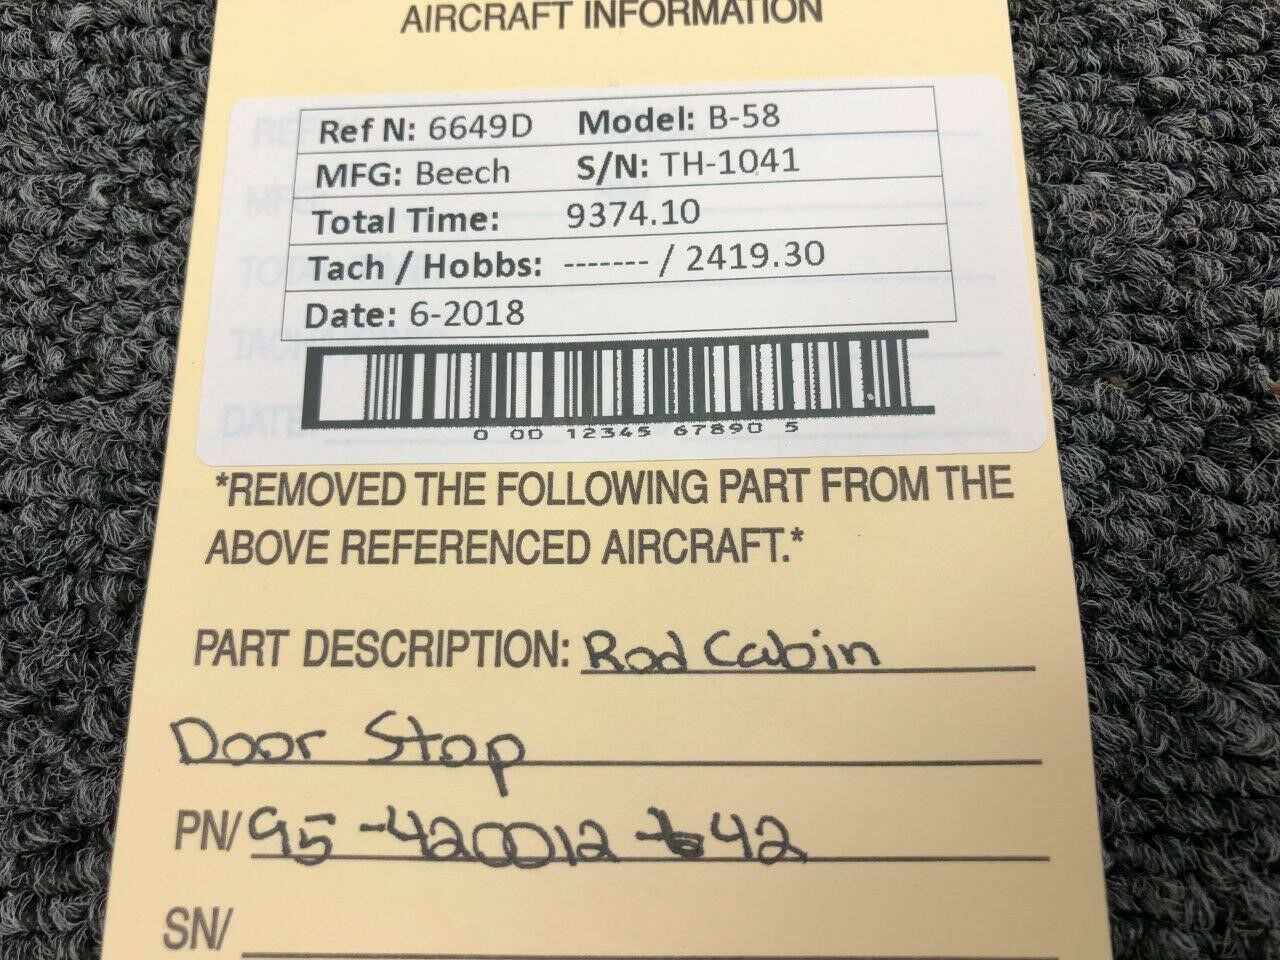 AIRCRAFT INFORMATION
Ref N: 6649D Model: B-58
MFG: Beech S/N: TH-1041
Total Time: 9374.10
Tach / Hobbs: ------- / 2419.30
Date: 6-2018
0 00 12345 67890 5
*REMOVED THE FOLLOWING PART FROM THE
ABOVE REFERENCED AIRCRAFT.*
PART DESCRIPTION: Rod Cabin
Door Stop
PN/ 95-420012-642
SN/